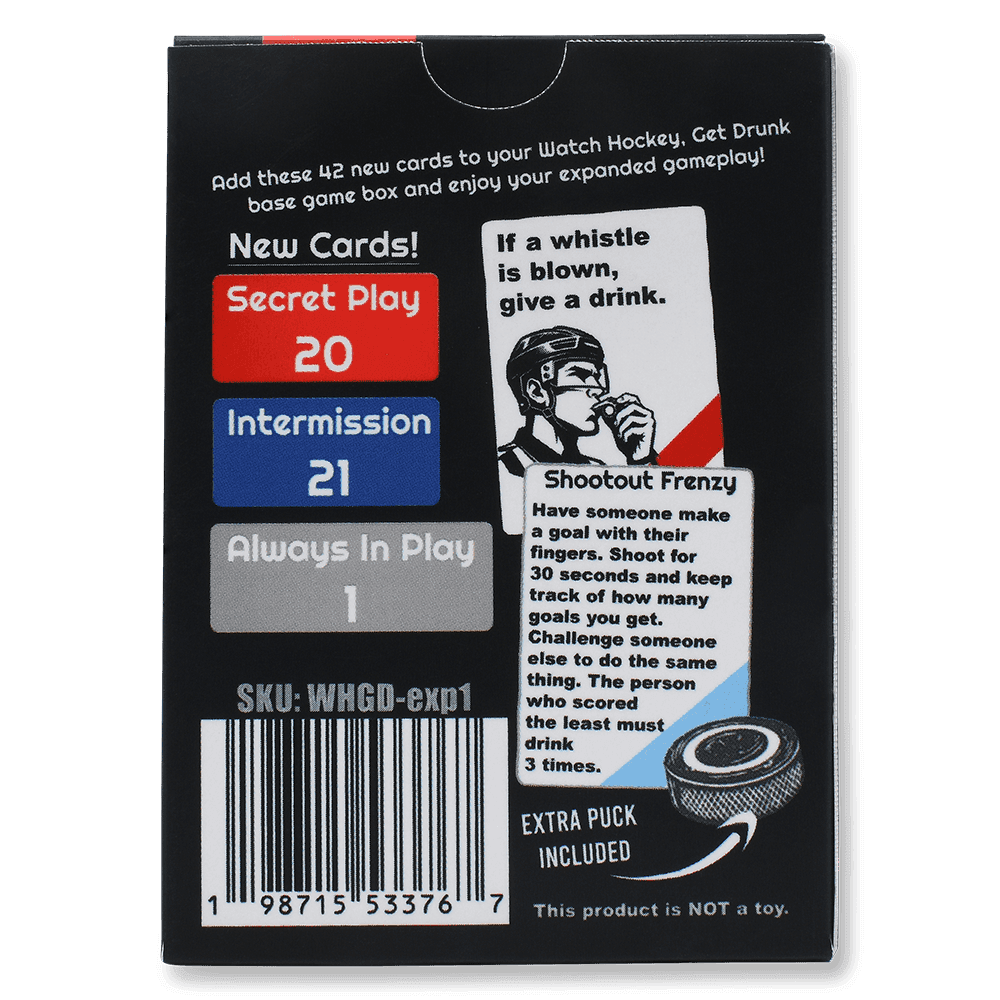 Add these 42 new cards to your Watch Hockey, Get Drunk
base game box and enjoy your expanded gameplay!
New Cards!
Secret Play
20
Intermission
21
Always In Play
1
If a whistle
is blown,
give a drink.
Shootout Frenzy
Have someone make
a goal with their
fingers. Shoot for
30 seconds and keep
track of how many
goals you get.
Challenge someone
else to do the same
thing. The person
who scored
the least must
drink
3 times.
SKU: WHGD-exp1
1 98715 53376 7
EXTRA PUCK
INCLUDED
This product is NOT a toy.